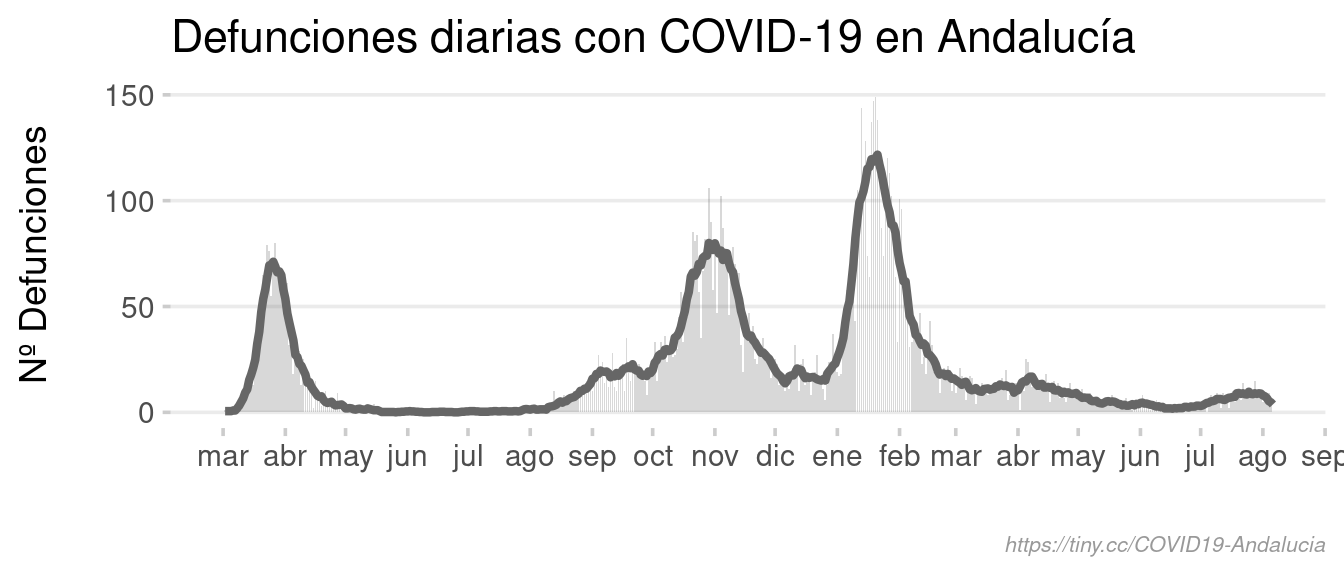 Defunciones diarias con COVID-19 en Andalucía
Nº Defunciones
150
100
50
0
mar abr may jun jul ago sep oct nov dic ene feb mar abr may jun jul ago sep
https://tiny.cc/COVID19-Andalucia